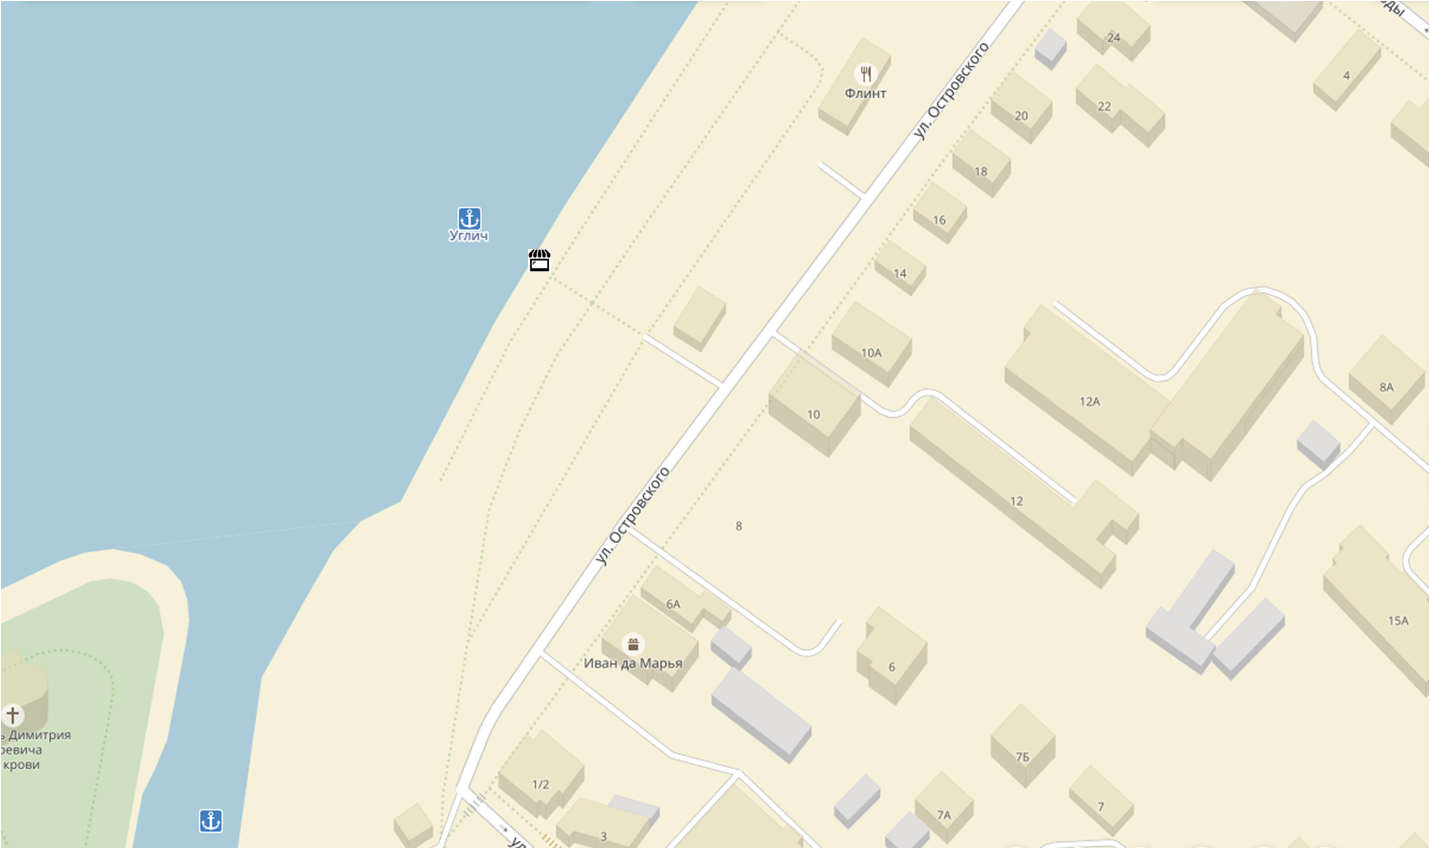 24
4
Флинт
20
22
ул. Островского
18
16
Углич
14
10А
8А
12А
10
12
8
ул. Островского
6А
15А
Иван да Марья
6
Димитрия
крови
7Б
1/2
7
7А
3